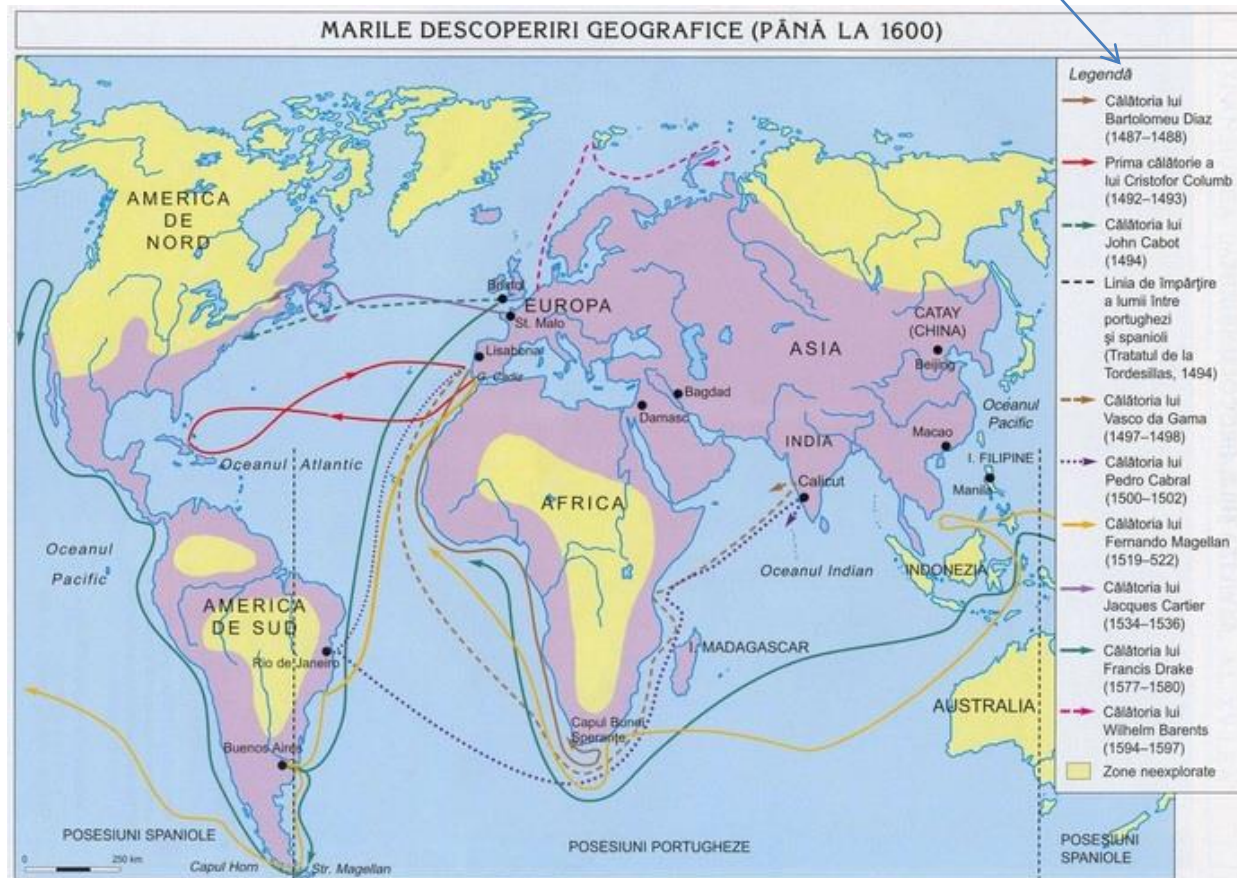 MARILE DESCOPERIRI GEOGRAFICE (PÂNĂ LA 1600)
Legendă
Călătoria lui
Bartolomeu Diaz
(1487–1488)
Prima călătorie a
lui Cristofor Columb
(1492–1493)
Călătoria lui
John Cabot
(1494)
Linia de împărțire
a lumii între
portughezi
și spanioli
(Tratatul de la
Tordesillas, 1494)
Călătoria lui
Vasco da Gama
(1497–1498)
Călătoria lui
Pedro Cabral
(1500–1502)
Călătoria lui
Fernando Magellan
(1519–522)
Călătoria lui
Jacques Cartier
(1534–1536)
Călătoria lui
Francis Drake
(1577–1580)
Călătoria lui
Wilhelm Barents
(1594–1597)
Zone neexplorate
AMERICA
DE
NORD
Bristol
EUROPA
St. Malo
Lisabona
G. Cadiz
ASIA
CATAY
(CHINA)
Beijing
Bagdad
Damasc
Oceanul
Pacific
INDIA
Macao
I. FILIPINE
Manila
Calicut
Oceanul Atlantic
AFRICA
Oceanul
Pacific
Oceanul Indian
INDONEZIA
AMERICA
DE SUD
Rio de Janeiro
I. MADAGASCAR
AUSTRALIA
Capul Bunei
Speranțe
Buenos Aires
POSESIUNI SPANIOLE
POSESIUNI PORTUGHEZE
POSESIUNI
SPANIOLE
0 250 km
Capul Horn
Str. Magellan